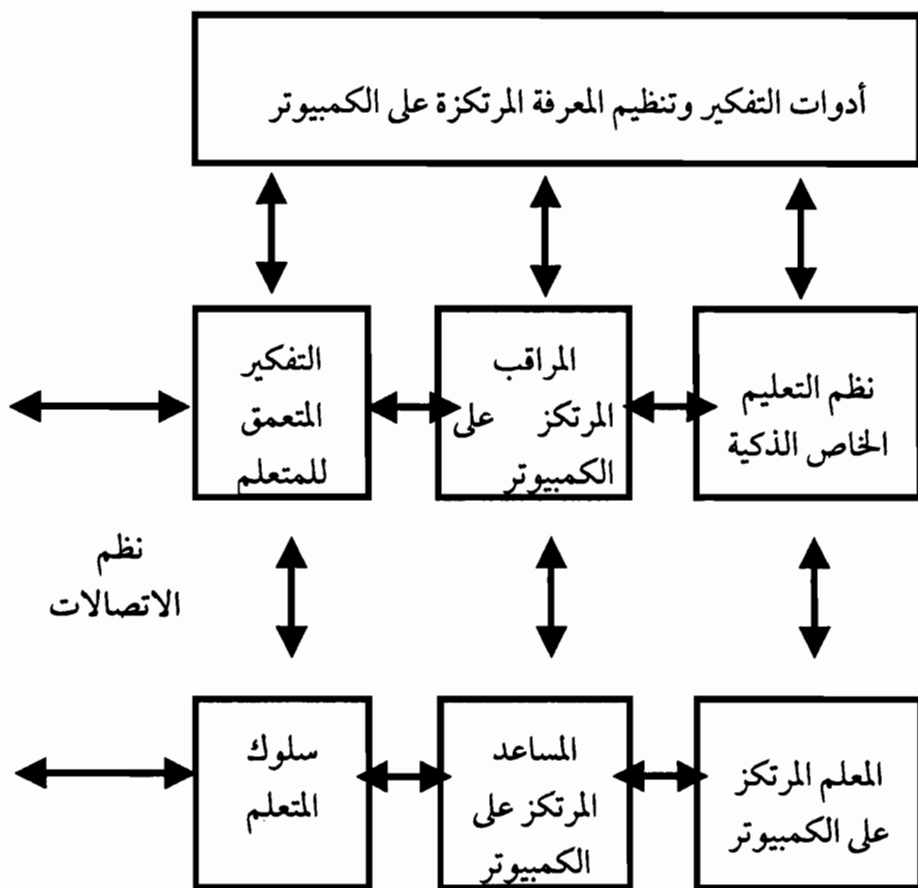 أدوات التفكير وتنظيم المعرفة المرتكزة على الكمبيوتر
نظم التعليم
الخاص الذكية
المراقب
المرتكز على
الكمبيوتر
التفكير
المتعمق
للمتعلم
نظم
الاتصالات
المعلم المرتكز
على الكمبيوتر
المساعد
المرتكز على
الكمبيوتر
سلوك
المتعلم